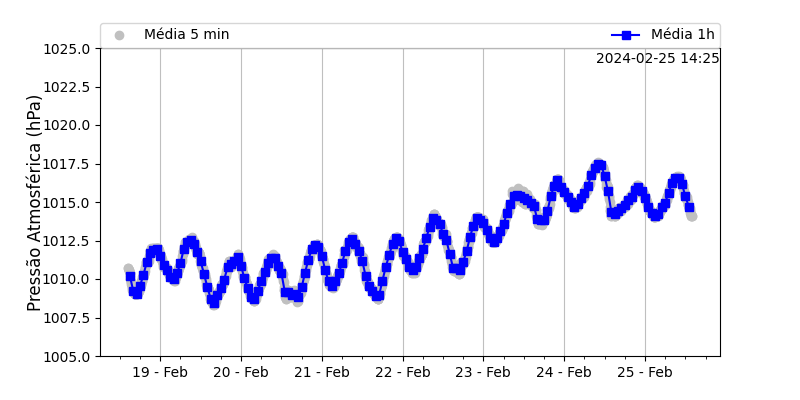 Média 5 min
Média 1h
2024-02-25 14:25
Pressão Atmosférica (hPa)
1025.0
1022.5
1020.0
1017.5
1015.0
1012.5
1010.0
1007.5
1005.0
19 - Feb
20 - Feb
21 - Feb
22 - Feb
23 - Feb
24 - Feb
25 - Feb